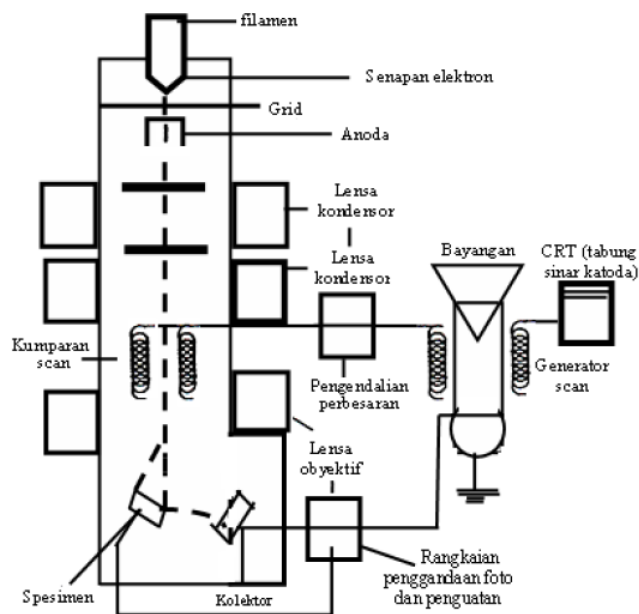 filamen
Senapan elektron
Grid
Anoda
Lensa
kondensor
Lensa
kondensor
Bayangan
CRT (tabung
sinar katoda)
Kumparan
scan
Pengendalian
perbesaran
Generator
scan
Lensa
obyektif
Spesimen
Kolektor
Rangkaian
penggandaan foto
dan penguatan